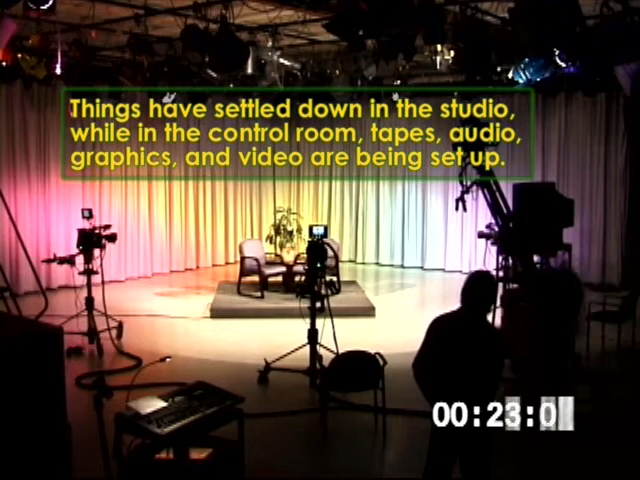 Things have settled down in the studio,
while in the control room, tapes, audio,
graphics, and video are being set up.
00:23:0